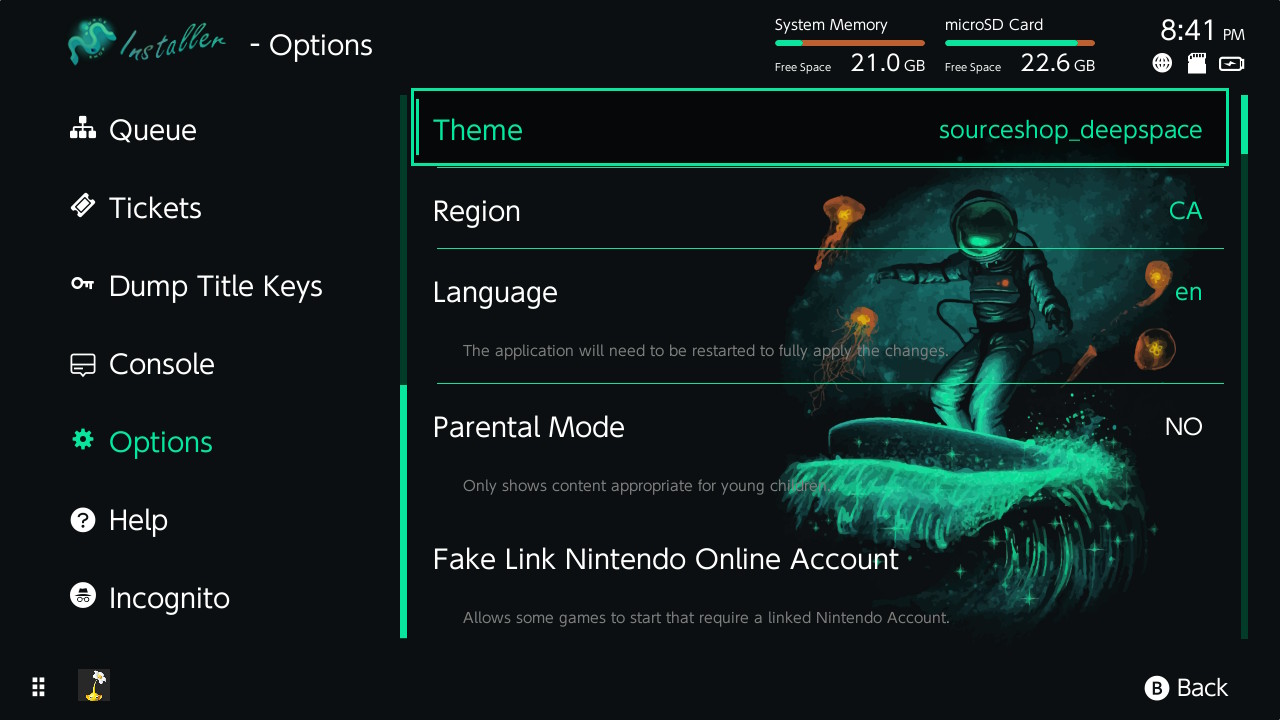 Installer - Options
System Memory
Free Space 21.0 GB
microSD Card
Free Space 22.6 GB
8:41 PM
Queue
Tickets
Dump Title Keys
Console
Options
Help
Incognito
Theme sourceshop_deepspace
Region CA
Language en
The application will need to be restarted to fully apply the changes.
Parental Mode NO
Only shows content appropriate for young children.
Fake Link Nintendo Online Account
Allows some games to start that require a linked Nintendo Account.
B Back